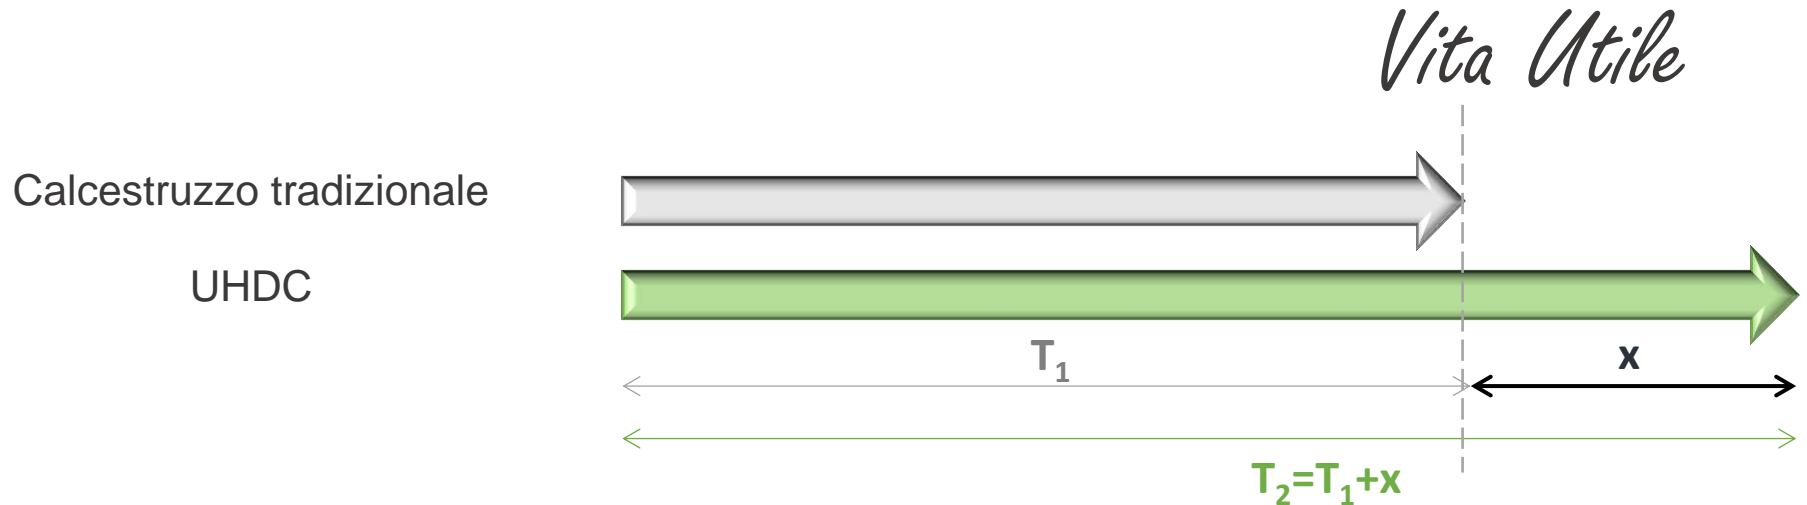 Vita Utile
Calcestruzzo tradizionale
UHDC
T₁
x
T₂=T₁+x